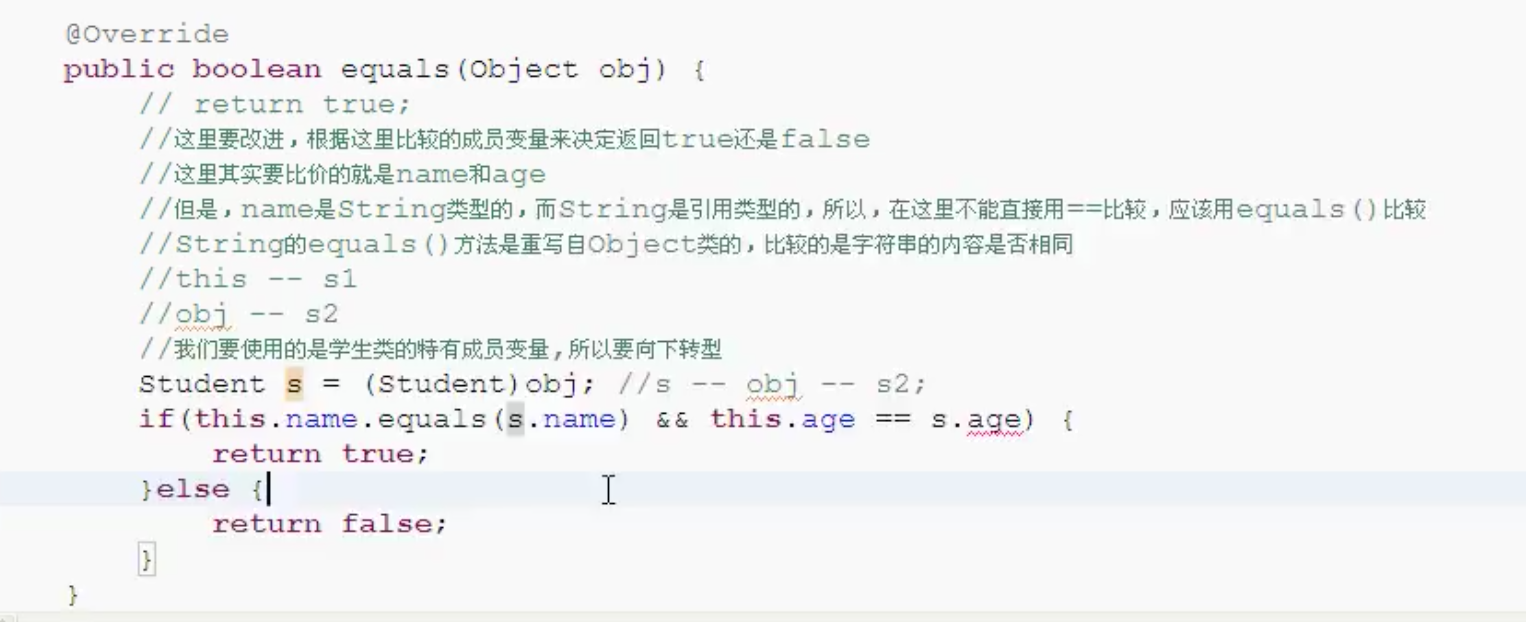 @Override
public boolean equals(Object obj) {
// return true;
//这里要改进，根据这里比较的成员变量来决定返回true还是false
//这里其实要比价的就是name和age
//但是，name是String类型的，而String是引用类型的，所以，在这里不能直接用==比较，应该用equals()比较
//String的equals()方法是重写自Object类的，比较的是字符串的内容是否相同
//this -- s1
//obj -- s2
//我们要使用的是学生类的特有成员变量,所以要向下转型
Student s = (Student)obj; //s -- obj -- s2;
if(this.name.equals(s.name) && this.age == s.age) {
return true;
}else {
return false;
}
}